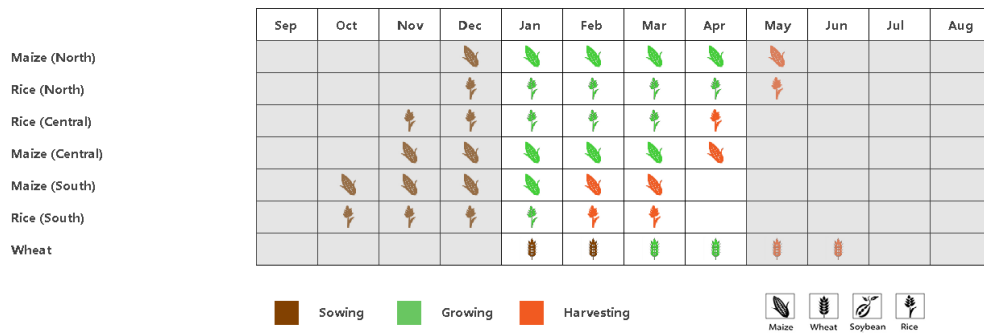 Sep Oct Nov Dec Jan Feb Mar Apr May Jun Jul Aug
Maize (North)
Rice (North)
Rice (Central)
Maize (Central)
Maize (South)
Rice (South)
Wheat
Sowing Growing Harvesting
Maize Wheat Soybean Rice